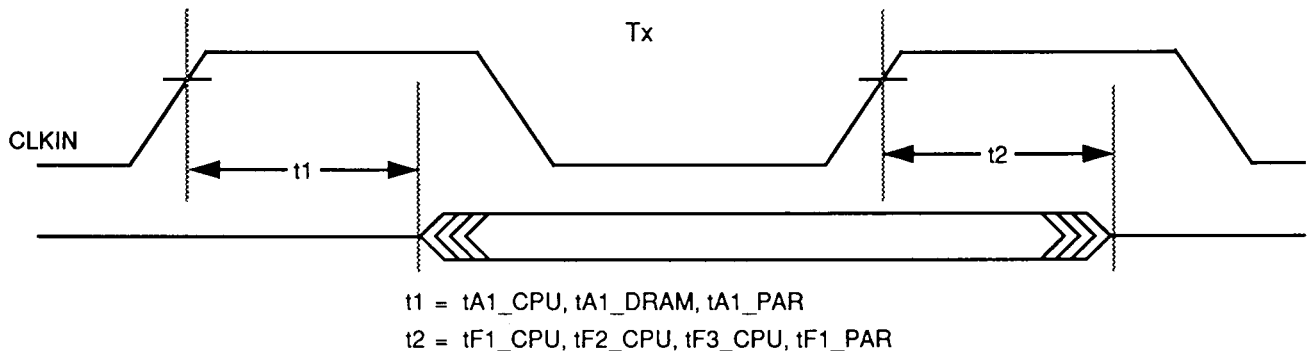 Tx
CLKIN
t1
t2
t1 = tA1_CPU, tA1_DRAM, tA1_PAR
t2 = tF1_CPU, tF2_CPU, tF3_CPU, tF1_PAR